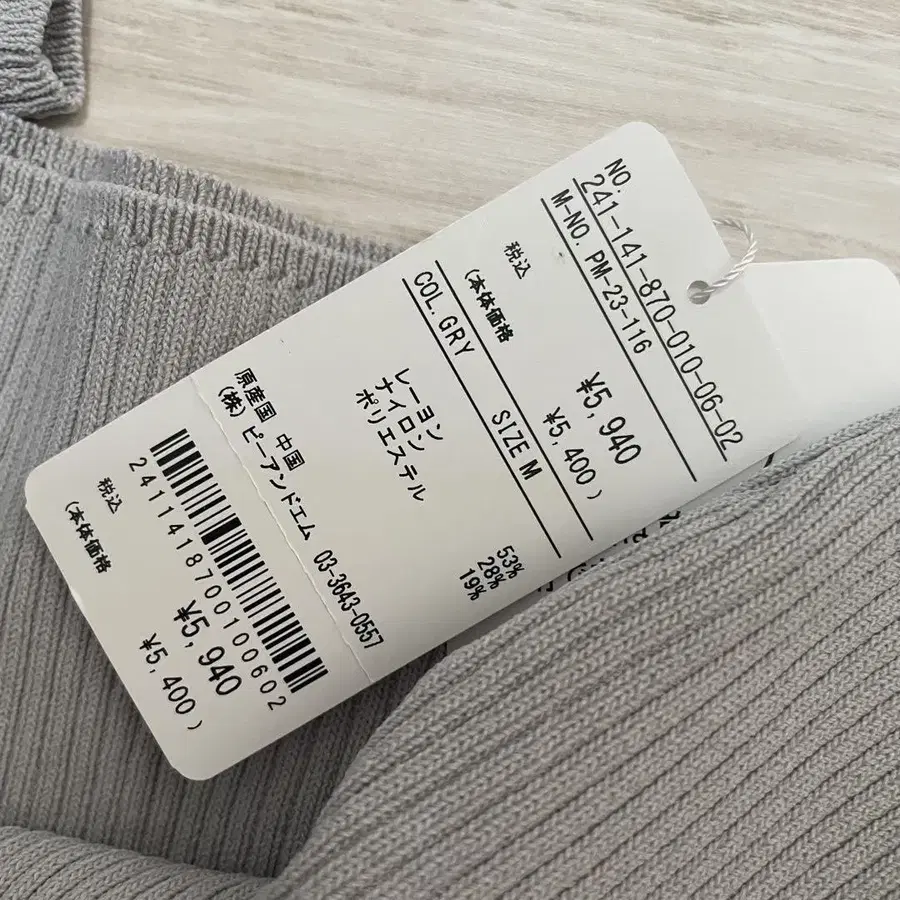 NO.
241-141-870-010-06-02
M-NO. PM-23-116
税込 ¥5,940
(本体価格 ¥5,400)
COL. GRY SIZE M
レーヨン 53%
ナイロン 28%
ポリエステル 19%
原産国 中国
(株)ピーアンドエム 03-3643-0557
2411418700100602
税込 ¥5,940
(本体価格 ¥5,400)